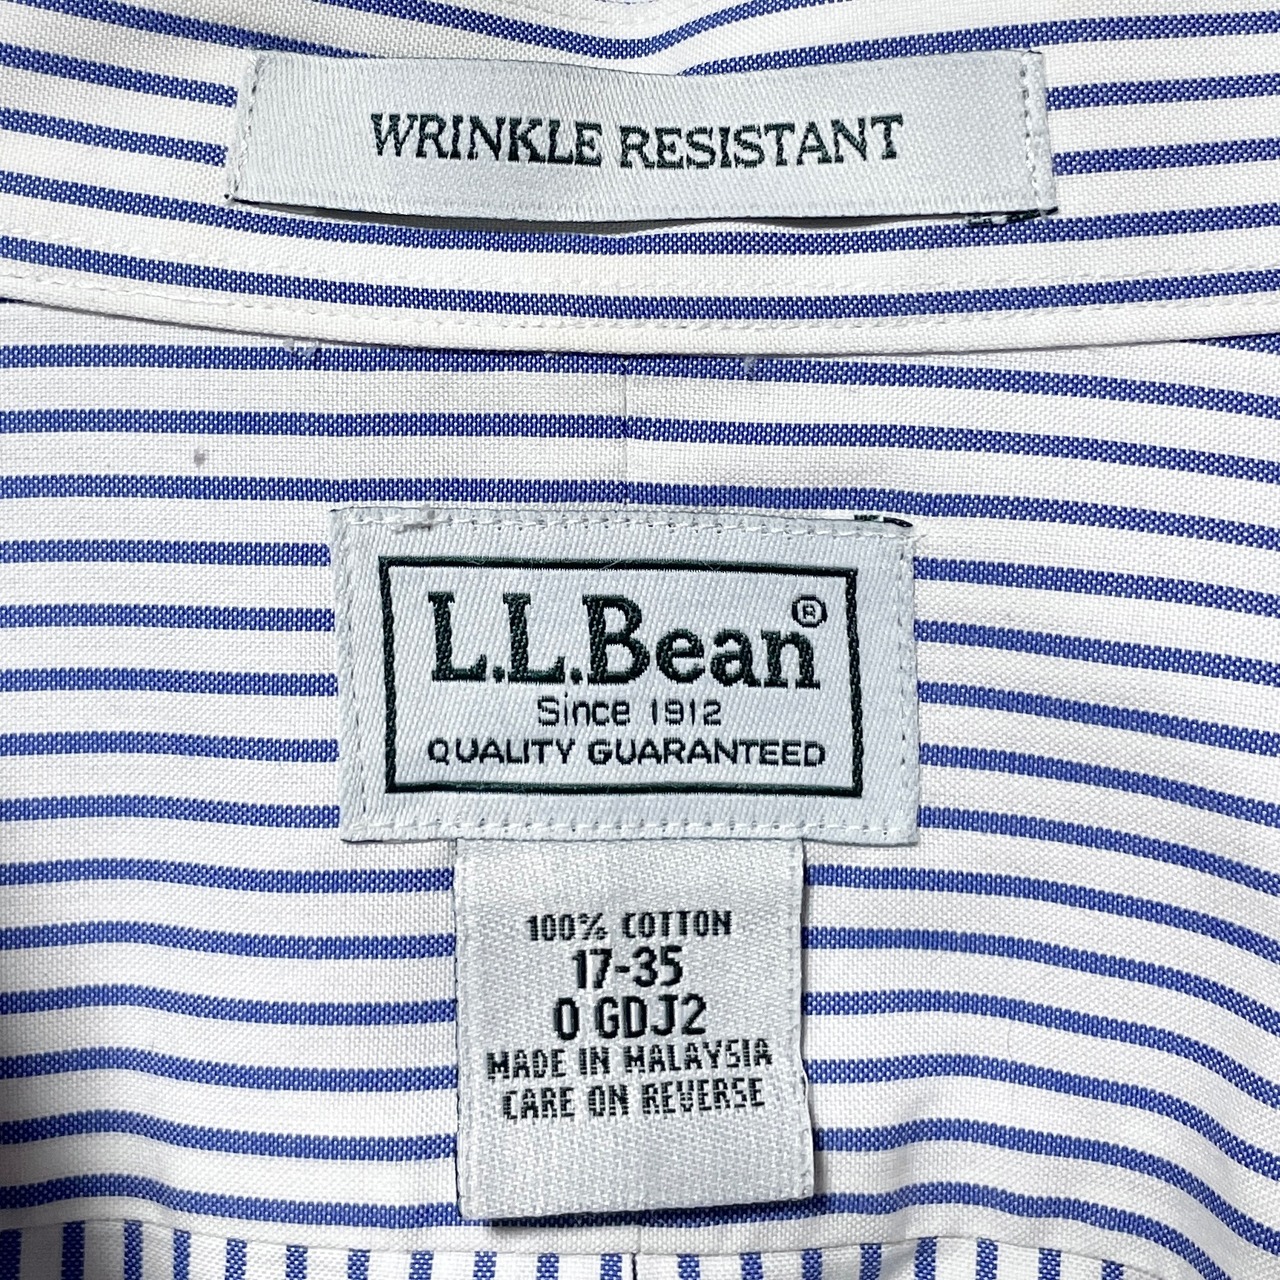 WRINKLE RESISTANT
L.L.Bean®
Since 1912
QUALITY GUARANTEED
100% COTTON
17-35
0 GDJ2
MADE IN MALAYSIA
CARE ON REVERSE